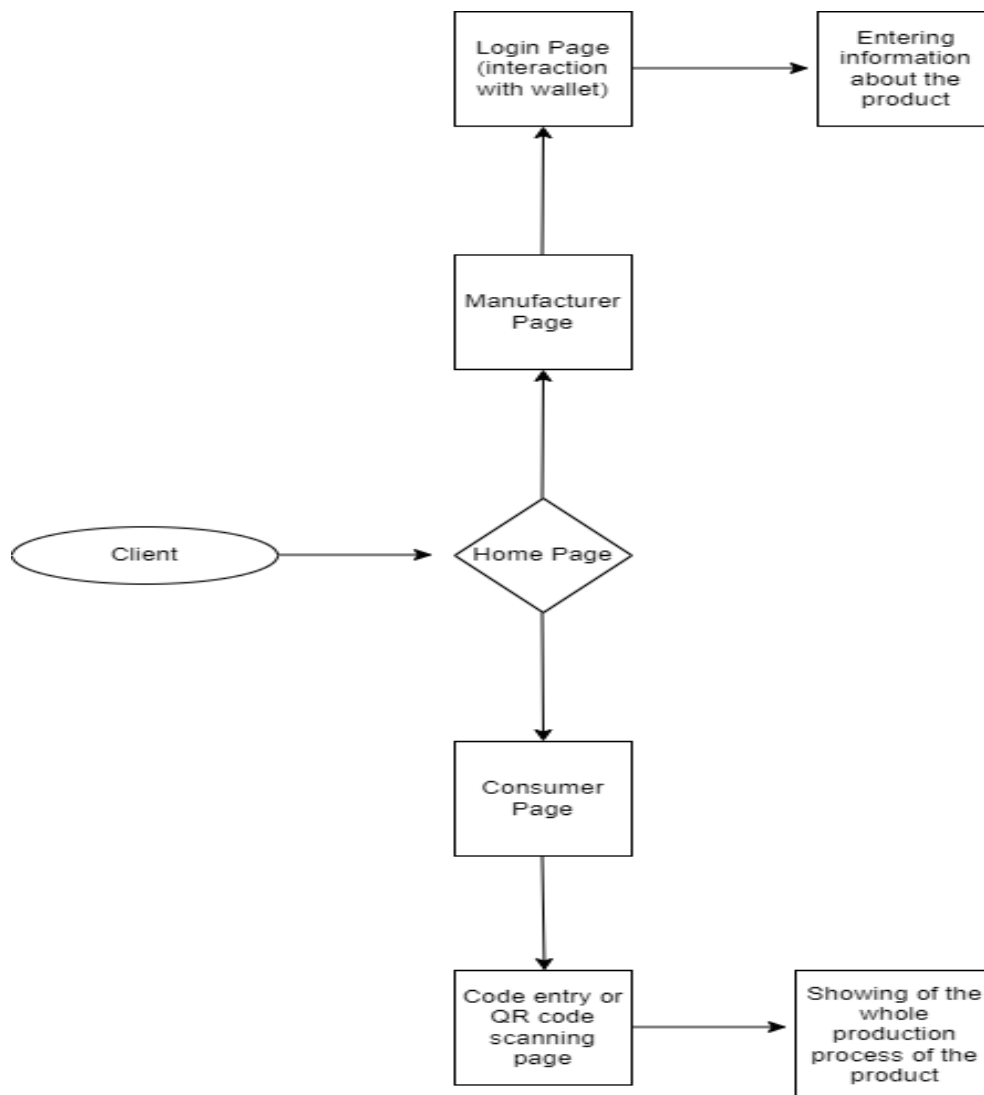 Login Page
(interaction
with wallet)
Entering
information
about the
product
Manufacturer
Page
Client
Home Page
Consumer
Page
Code entry or
QR code
scanning
page
Showing of the
whole
production
process of the
product